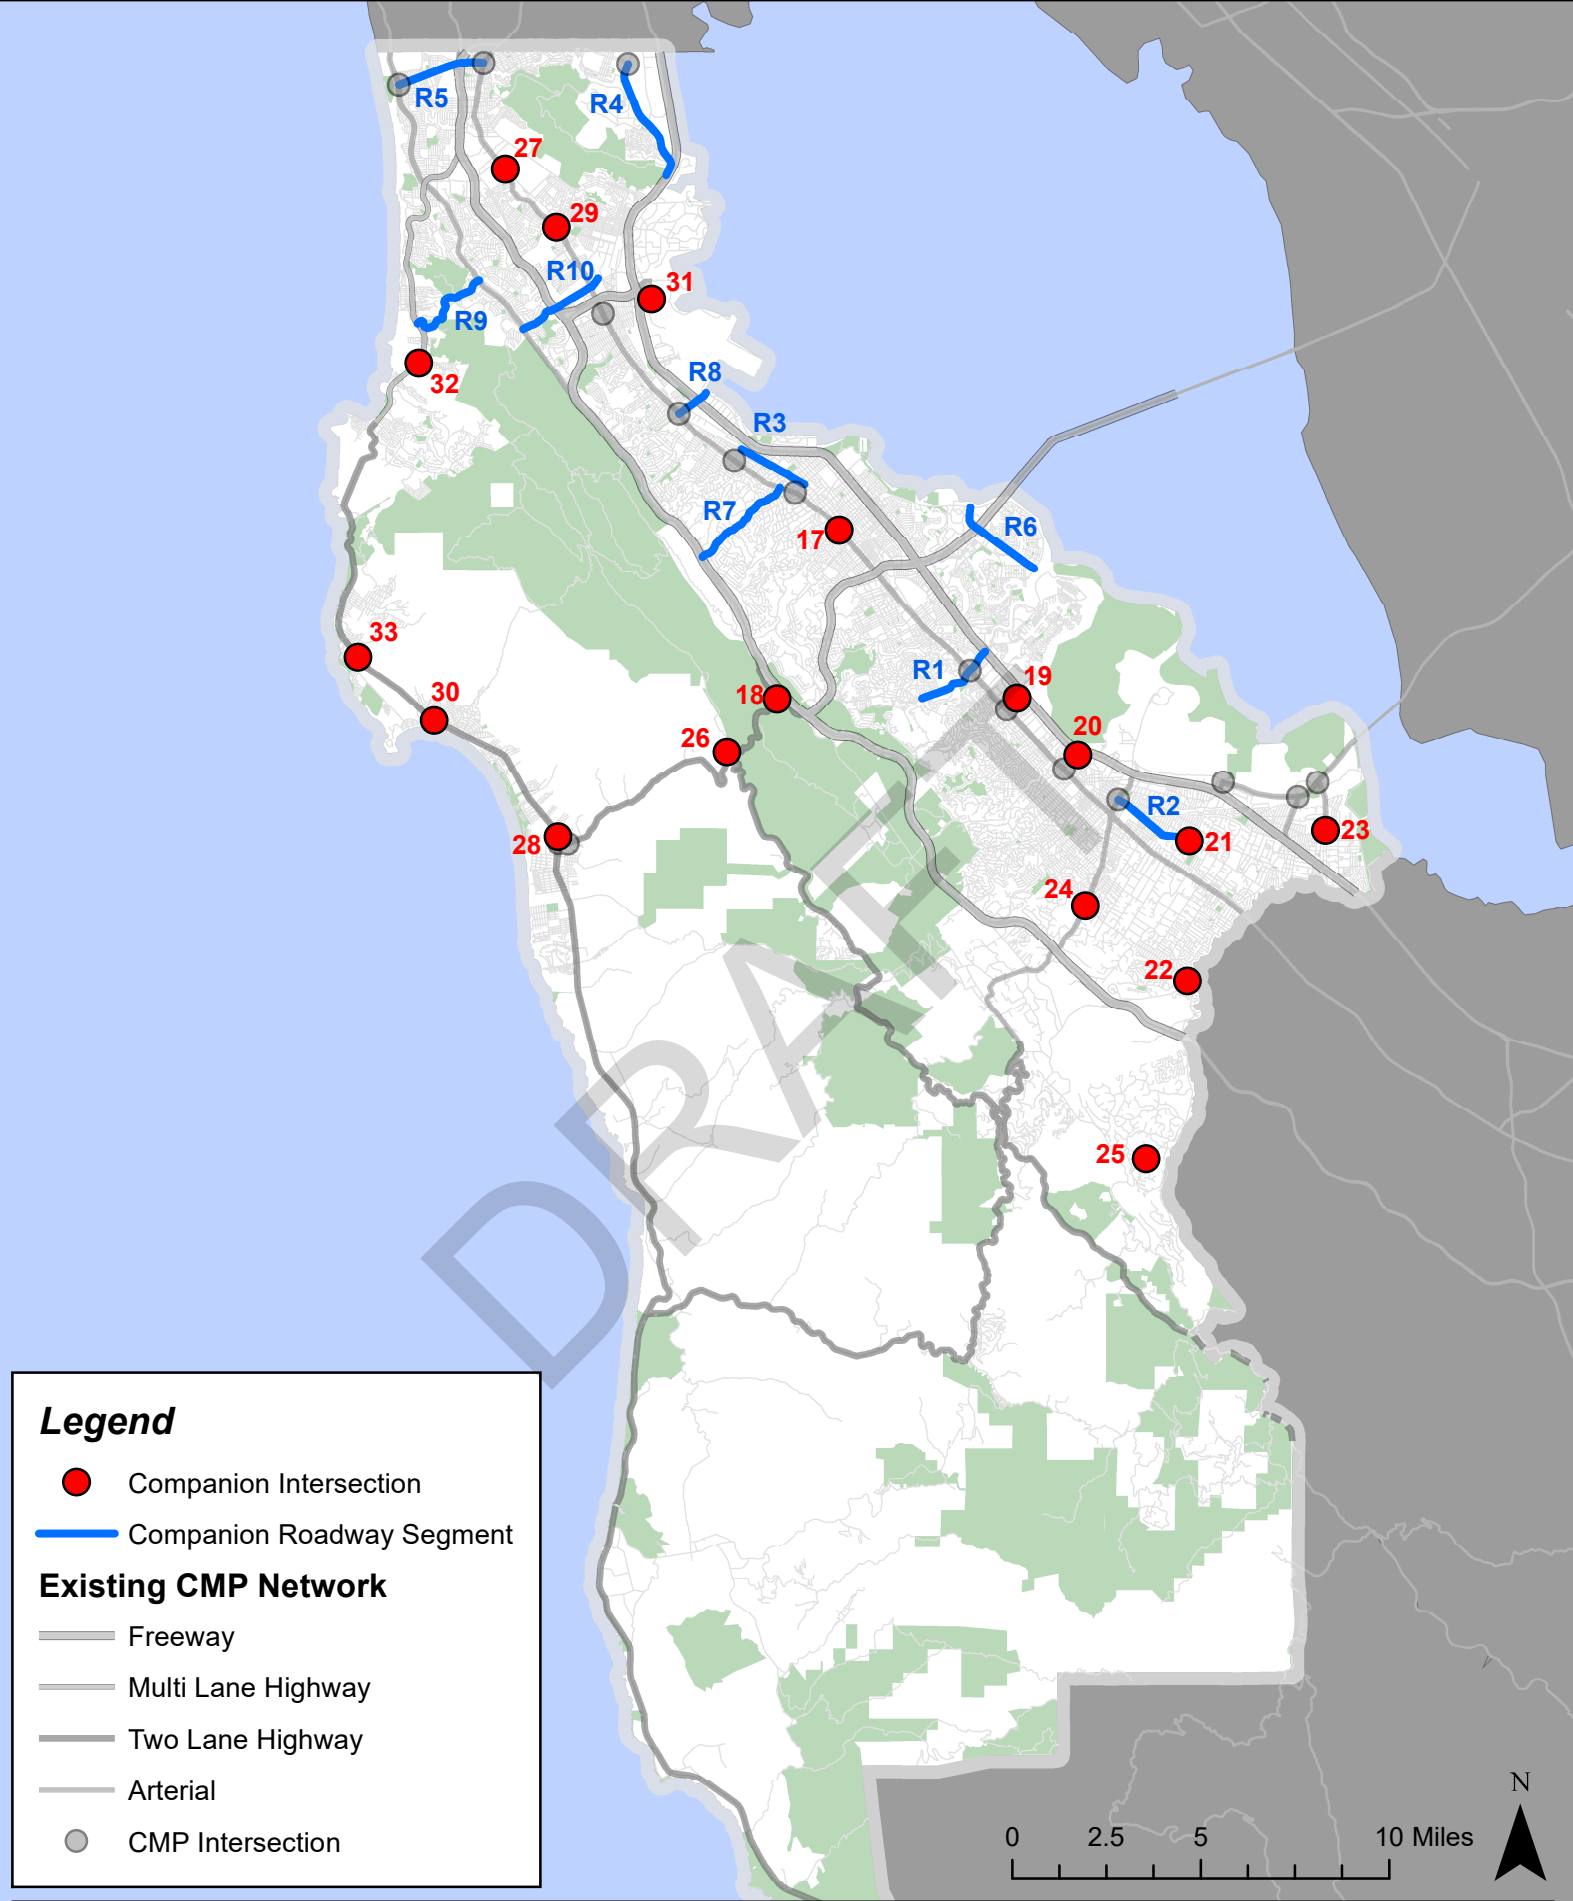 R5
R4
27
29
R10
31
R9
32
R8
R3
R7
17
R6
33
30
R1
19
18
26
20
28
R2
21
23
24
22
25
DRAFT
Legend
Companion Intersection
Companion Roadway Segment
Existing CMP Network
Freeway
Multi Lane Highway
Two Lane Highway
Arterial
CMP Intersection
N
0 2.5 5 10 Miles